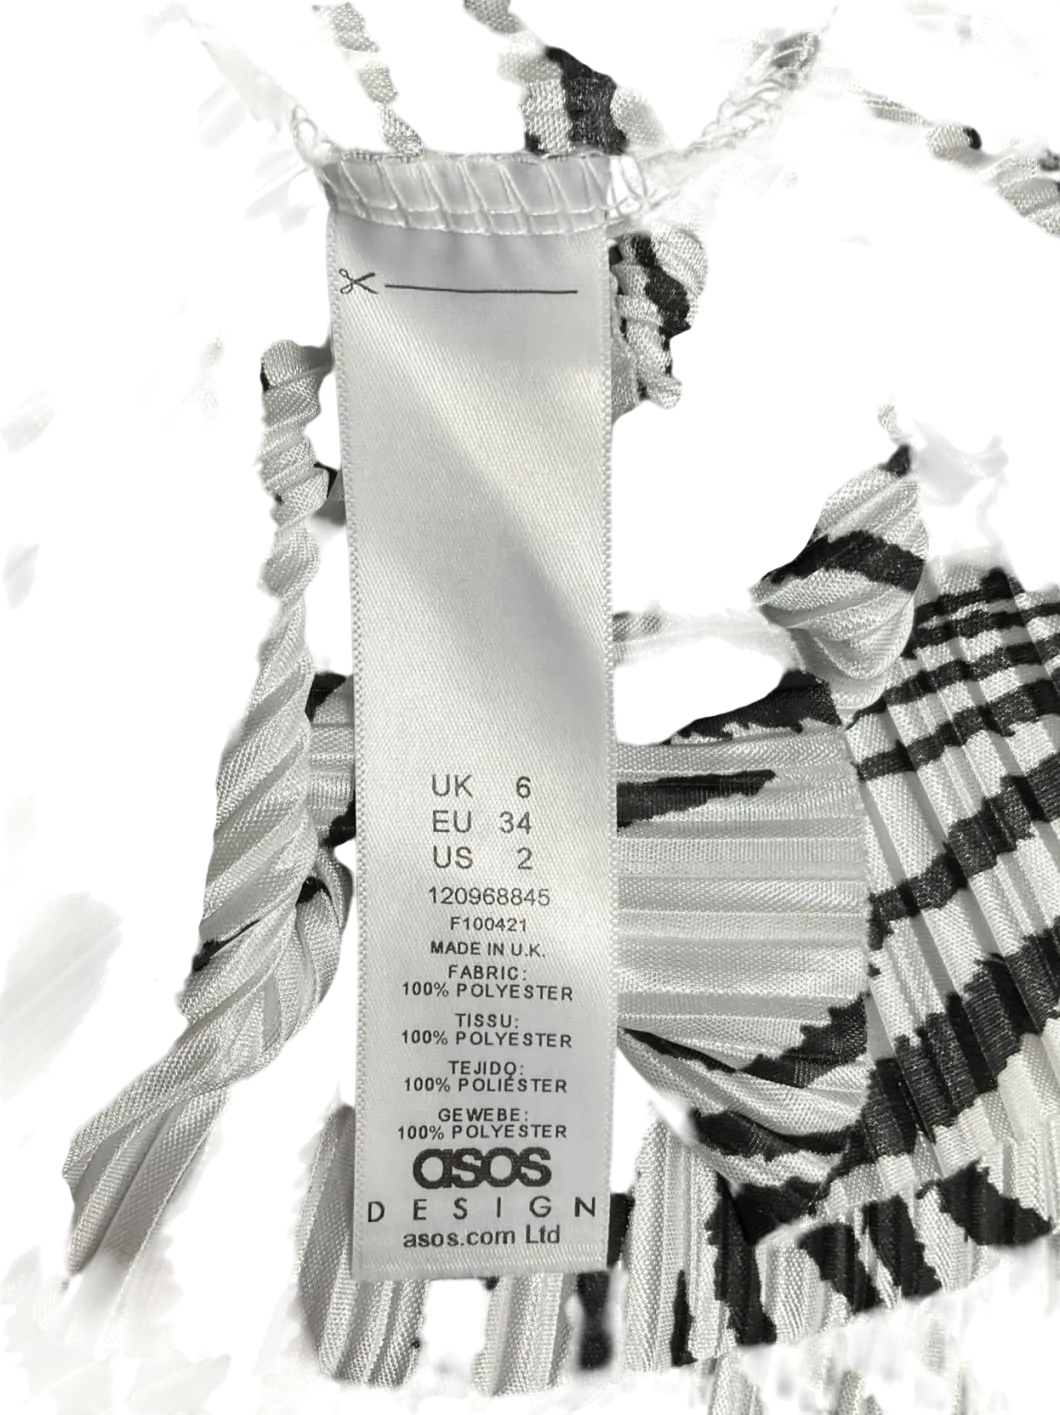 UK 6
EU 34
US 2
120968845
F100421
MADE IN U.K.
FABRIC:
100% POLYESTER
TISSU:
100% POLYESTER
TEJIDO:
100% POLIÉSTER
GEWEBE:
100% POLYESTER
asos
DESIGN
asos.com Ltd